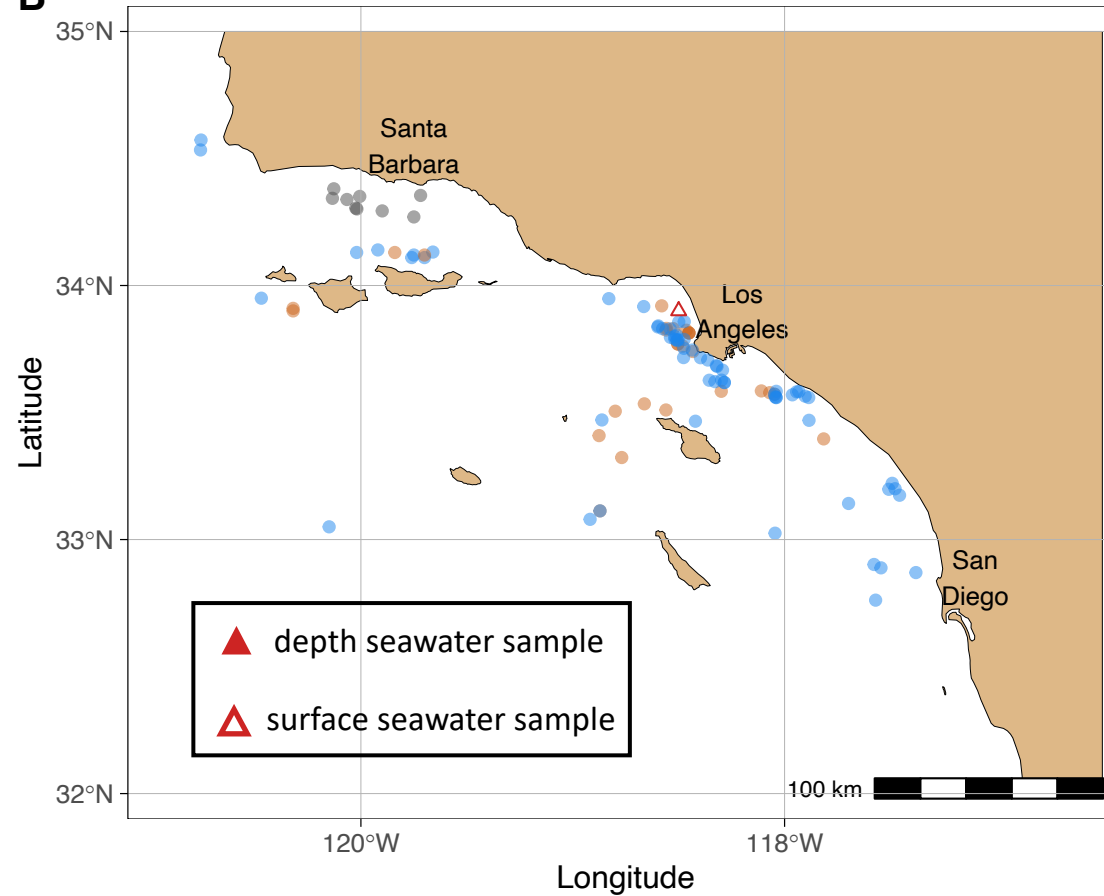 B
35°N
Santa
Barbara
34°N
Los
Angeles
Latitude
33°N
San
Diego
depth seawater sample
surface seawater sample
100 km
32°N
120°W
118°W
Longitude